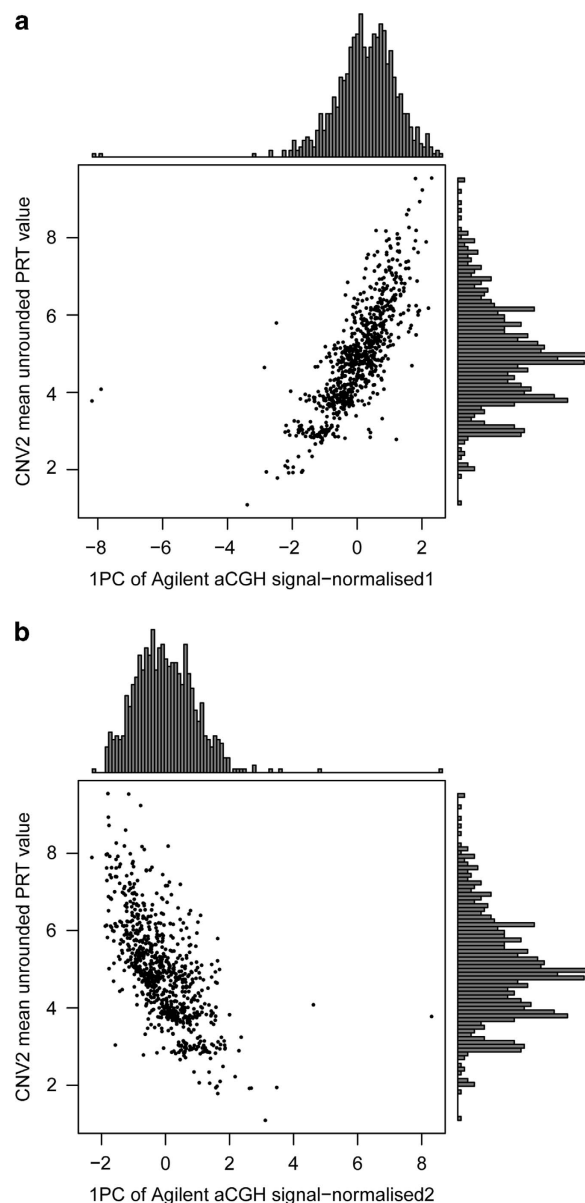 a
CNV2 mean unrounded PRT value
8
6
4
2
−8 −6 −4 −2 0 2
1PC of Agilent aCGH signal−normalised1
b
CNV2 mean unrounded PRT value
8
6
4
2
−2 0 2 4 6 8
1PC of Agilent aCGH signal−normalised2